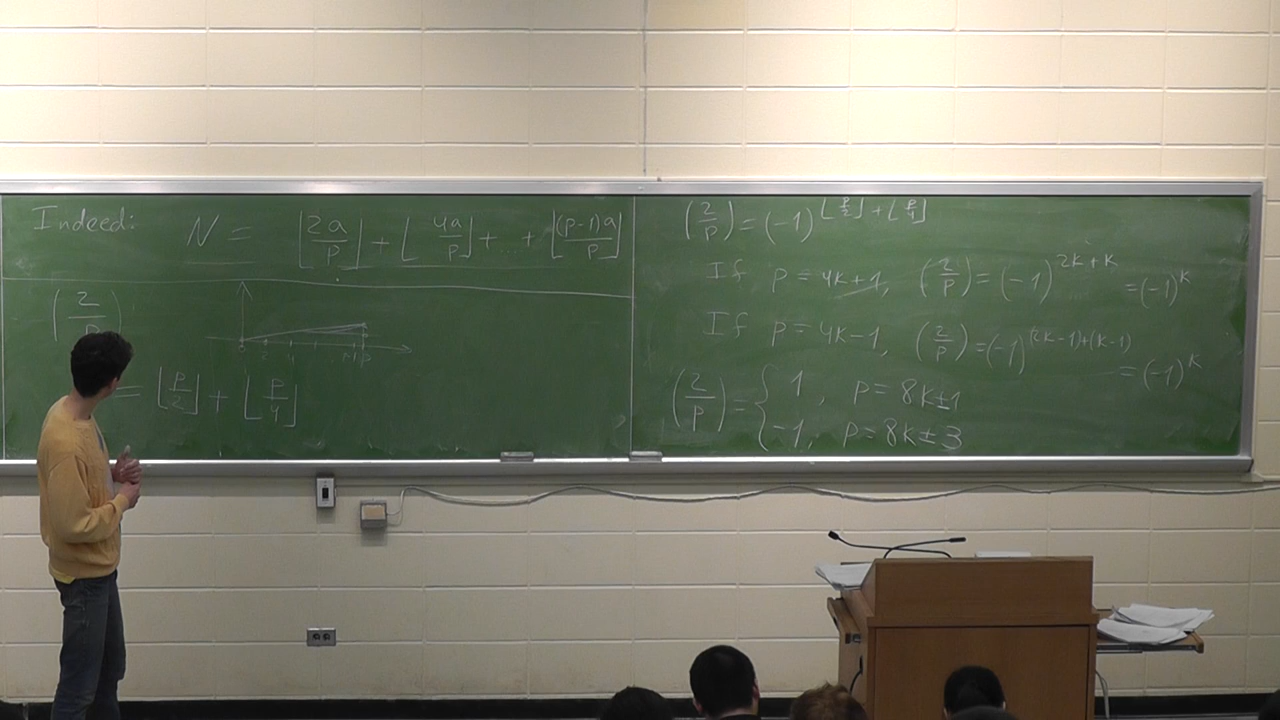 Indeed: N = ⌊2a/p⌋ + ⌊4a/p⌋ + ... + ⌊(p-1)a/p⌋
(2/p)
= ⌊p/2⌋ + ⌊p/4⌋
(2/p) = (-1)^(⌊p/2⌋ + ⌊p/4⌋)
If p = 4k+1, (2/p) = (-1)^(2k+k) = (-1)^k
If p = 4k-1, (2/p) = (-1)^((2k-1)+(k-1)) = (-1)^k
(2/p) = { 1, p = 8k±1
-1, p = 8k±3